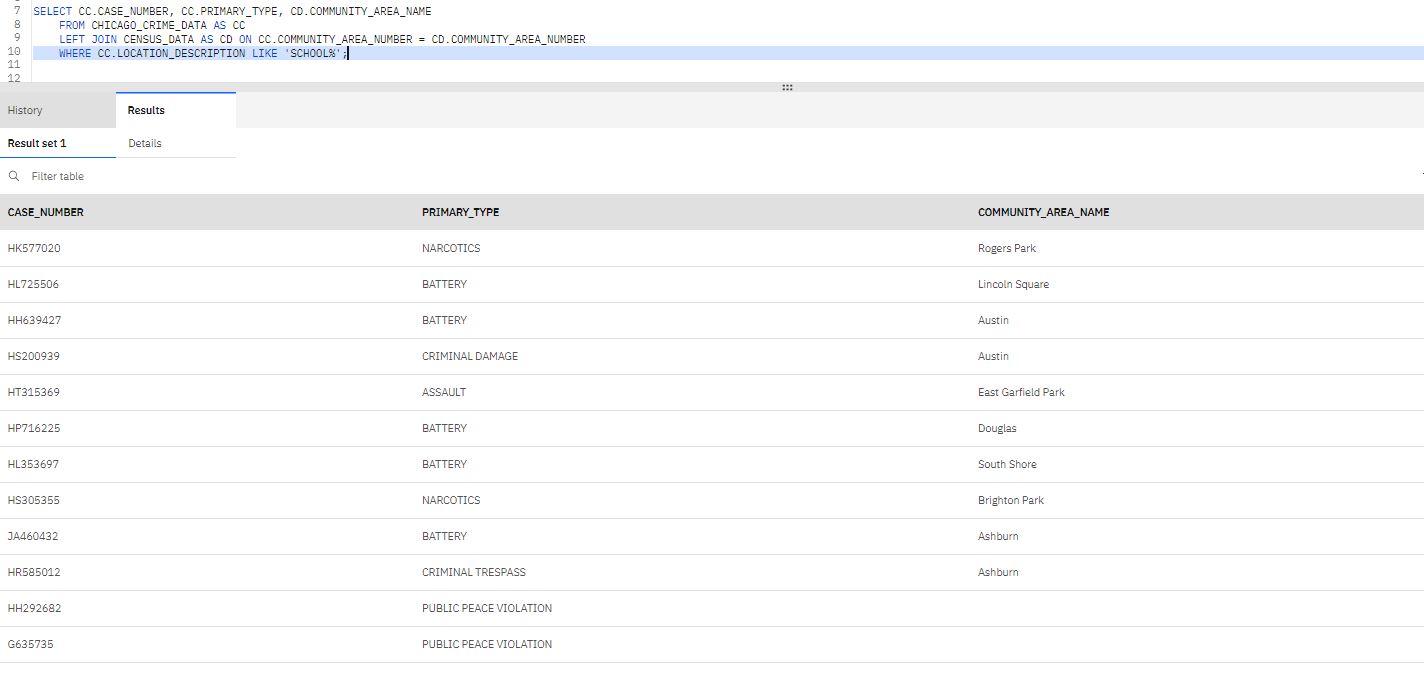 7 SELECT CC.CASE_NUMBER, CC.PRIMARY_TYPE, CD.COMMUNITY_AREA_NAME
8 FROM CHICAGO_CRIME_DATA AS CC
9 LEFT JOIN CENSUS_DATA AS CD ON CC.COMMUNITY_AREA_NUMBER = CD.COMMUNITY_AREA_NUMBER
10 WHERE CC.LOCATION_DESCRIPTION LIKE 'SCHOOL%';
11
12
History Results
Result set 1 Details
Filter table
CASE_NUMBER PRIMARY_TYPE COMMUNITY_AREA_NAME
HK577020 NARCOTICS Rogers Park
HL725506 BATTERY Lincoln Square
HH639427 BATTERY Austin
HS200939 CRIMINAL DAMAGE Austin
HT315369 ASSAULT East Garfield Park
HP716225 BATTERY Douglas
HL353697 BATTERY South Shore
HS305355 NARCOTICS Brighton Park
JA460432 BATTERY Ashburn
HR585012 CRIMINAL TRESPASS Ashburn
HH292682 PUBLIC PEACE VIOLATION
G635735 PUBLIC PEACE VIOLATION